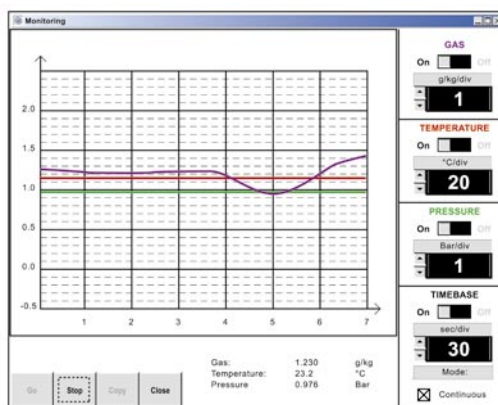 Monitoring
2.0
1.5
1.0
0.5
0.0
-0.5
1 2 3 4 5 6 7
Gas: 1.230 g/kg
Temperature: 23.2 °C
Pressure 0.976 Bar
Go Stop Copy Close
GAS
On Off
g/kg/div
1
TEMPERATURE
On Off
°C/div
20
PRESSURE
On Off
Bar/div
1
TIMEBASE
On Off
sec/div
30
Mode:
Continuous